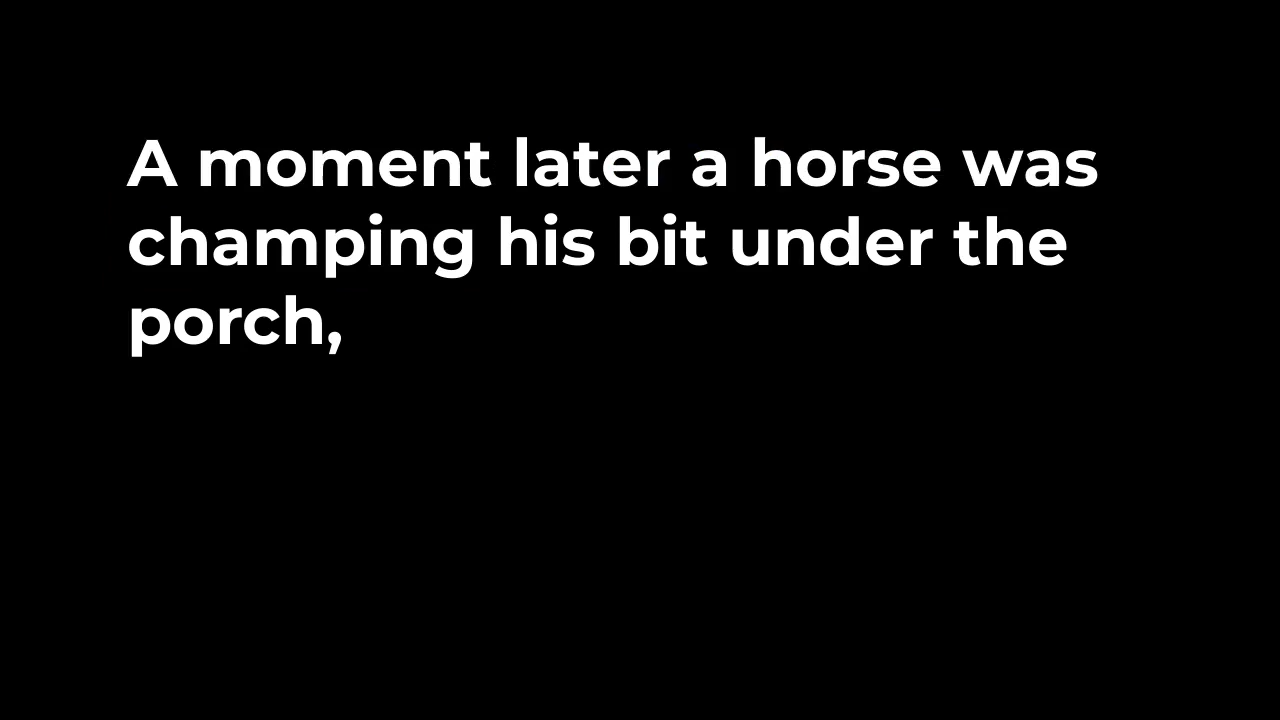 A moment later a horse was
champing his bit under the
porch,